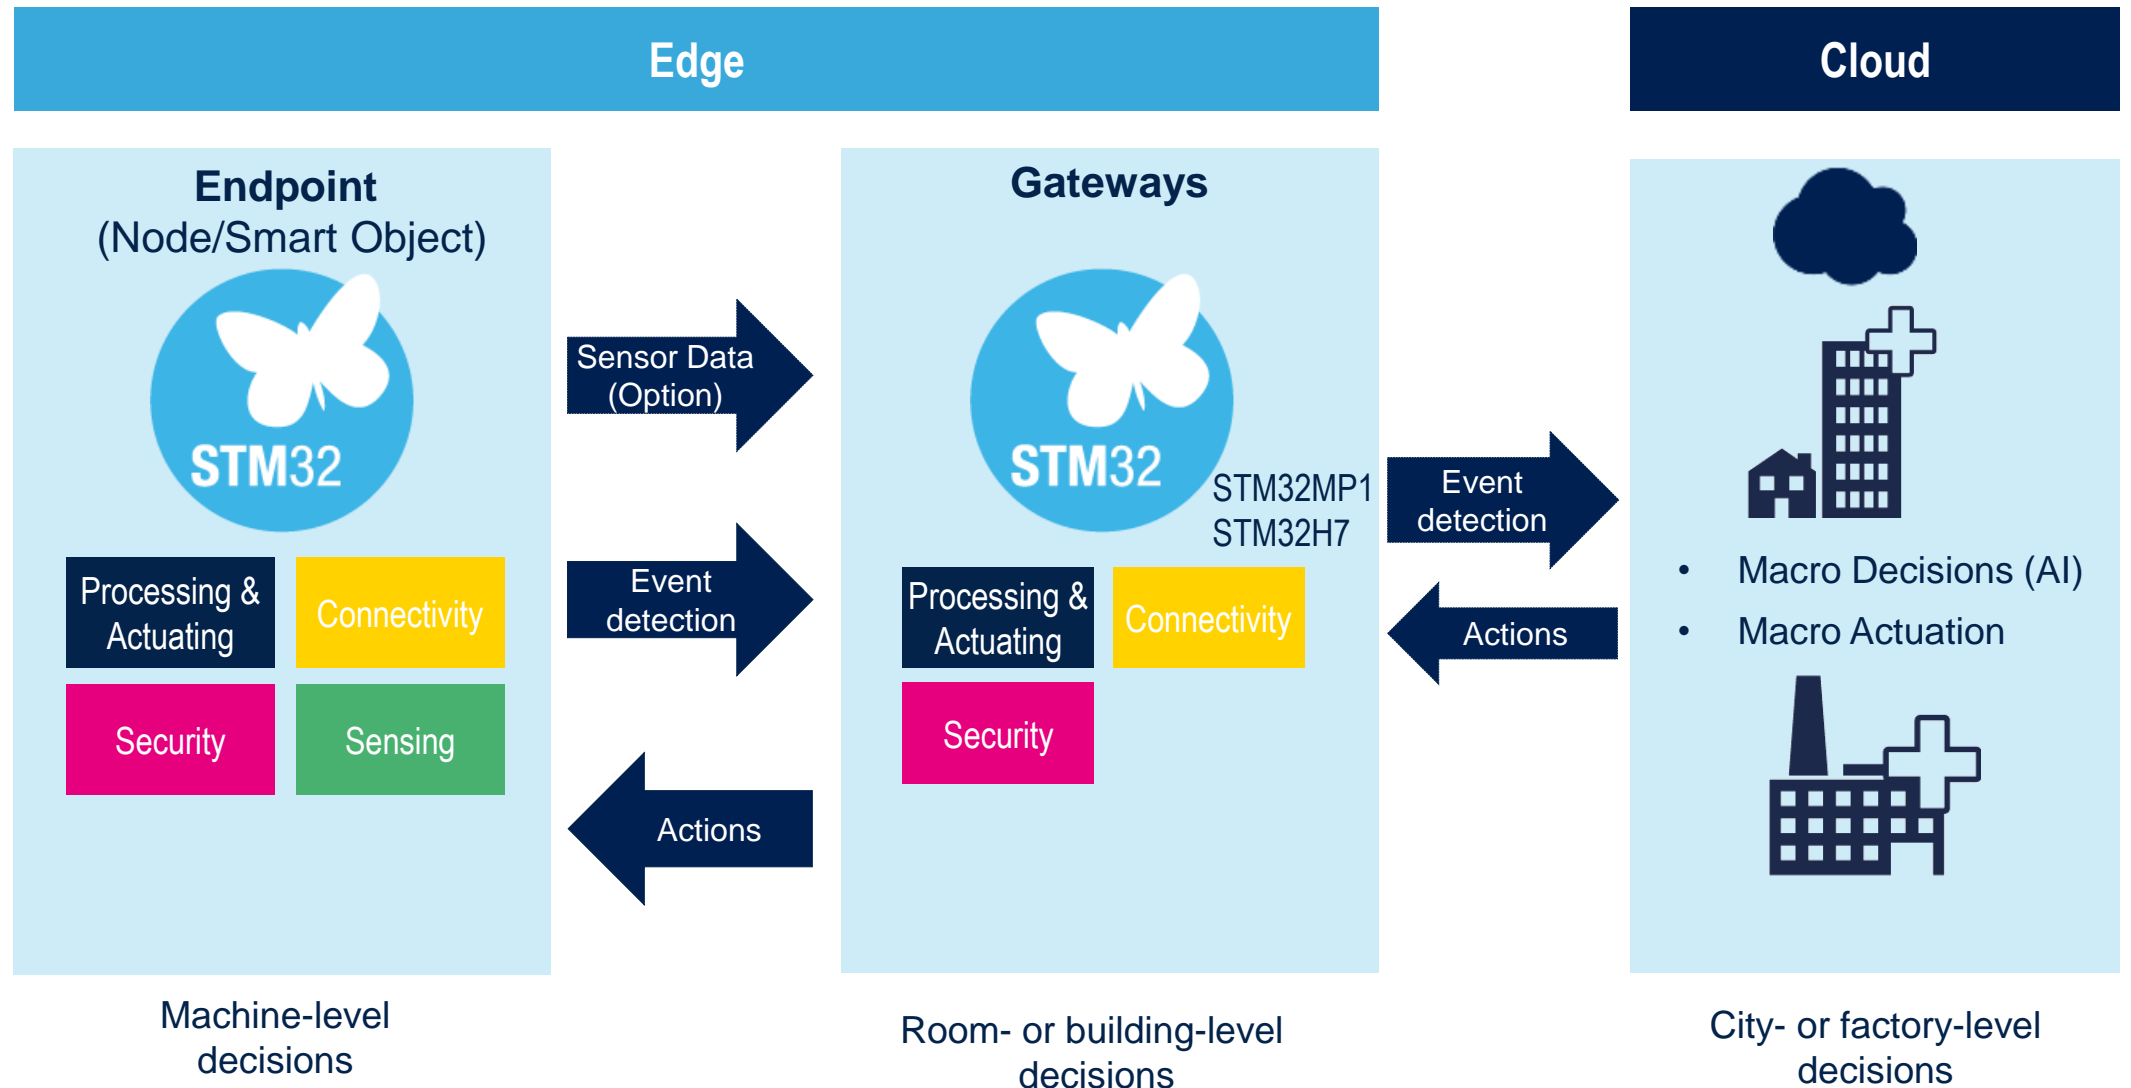 Edge
Cloud
Endpoint
(Node/Smart Object)
STM32
Processing &
Actuating
Connectivity
Security
Sensing
Machine-level
decisions
Sensor Data
(Option)
Event
detection
Actions
Gateways
STM32
STM32MP1
STM32H7
Processing &
Actuating
Connectivity
Security
Room- or building-level
decisions
Event
detection
Actions
• Macro Decisions (AI)
• Macro Actuation
City- or factory-level
decisions